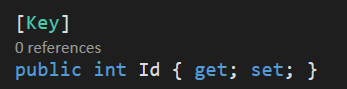 [Key]
0 references
public int Id { get; set; }